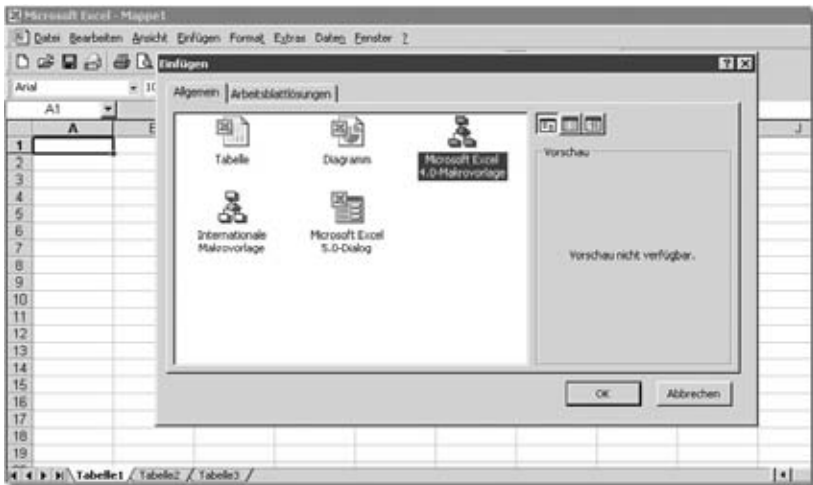 Microsoft Excel - Mappe1
Datei Bearbeiten Ansicht Einfügen Format Extras Daten Fenster ?
Einfügen
Arial
10
Allgemein Arbeitsblattlösungen
A1
A
J
Tabelle
Diagramm
Microsoft Excel
4.0-Makrovorlage
Vorschau
Internationale
Makrovorlage
Microsoft Excel
5.0-Dialog
Vorschau nicht verfügbar.
1
2
3
4
5
6
7
8
9
10
11
12
13
14
15
16
17
18
19
OK
Abbrechen
Tabelle1 Tabelle2 Tabelle3